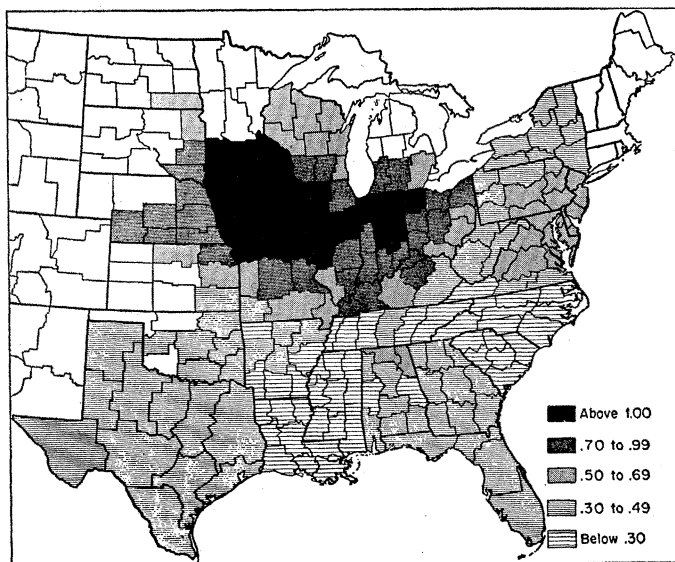 Above 1.00
.70 to .99
.50 to .69
.30 to .49
Below .30